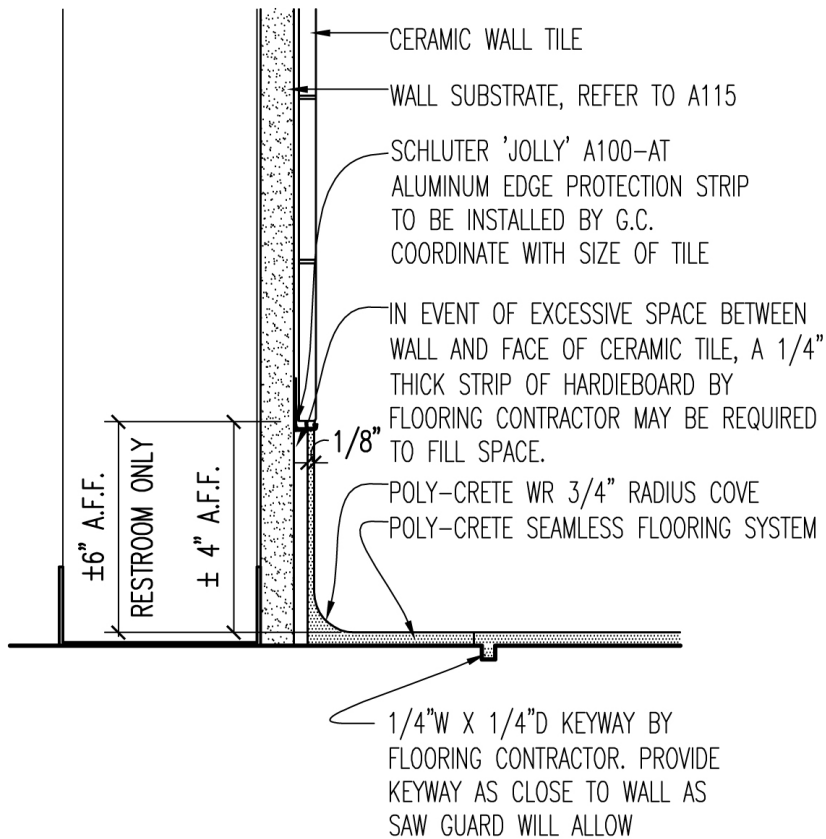 CERAMIC WALL TILE
WALL SUBSTRATE, REFER TO A115
SCHLUTER 'JOLLY' A100-AT
ALUMINUM EDGE PROTECTION STRIP
TO BE INSTALLED BY G.C.
COORDINATE WITH SIZE OF TILE
IN EVENT OF EXCESSIVE SPACE BETWEEN
WALL AND FACE OF CERAMIC TILE, A 1/4"
THICK STRIP OF HARDIEBOARD BY
FLOORING CONTRACTOR MAY BE REQUIRED
TO FILL SPACE.
1/8"
±6" A.F.F.
RESTROOM ONLY
± 4" A.F.F.
POLY-CRETE WR 3/4" RADIUS COVE
POLY-CRETE SEAMLESS FLOORING SYSTEM
1/4"W X 1/4"D KEYWAY BY
FLOORING CONTRACTOR. PROVIDE
KEYWAY AS CLOSE TO WALL AS
SAW GUARD WILL ALLOW